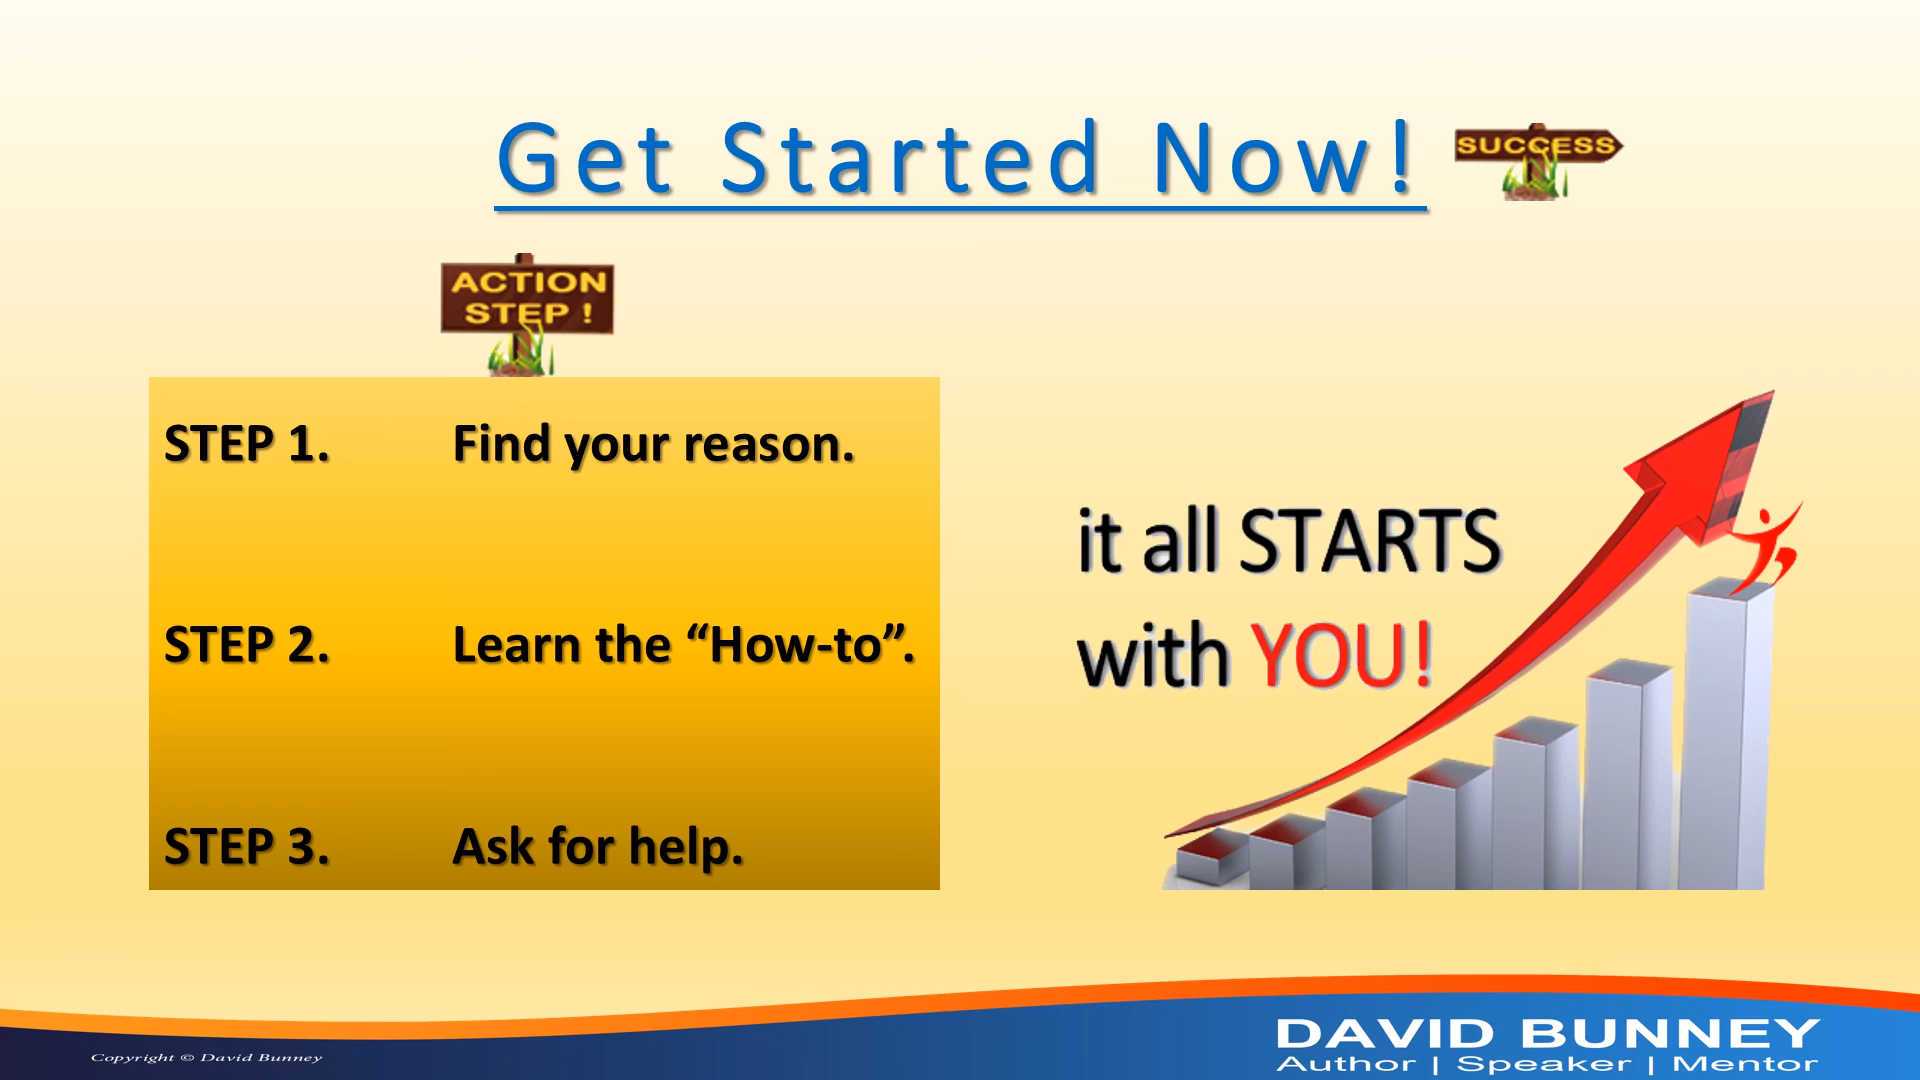 Get Started Now!
SUCCESS
ACTION
STEP !
STEP 1. Find your reason.
STEP 2. Learn the “How-to”.
STEP 3. Ask for help.
it all STARTS
with YOU!
Copyright © David Bunney
DAVID BUNNEY
Author | Speaker | Mentor